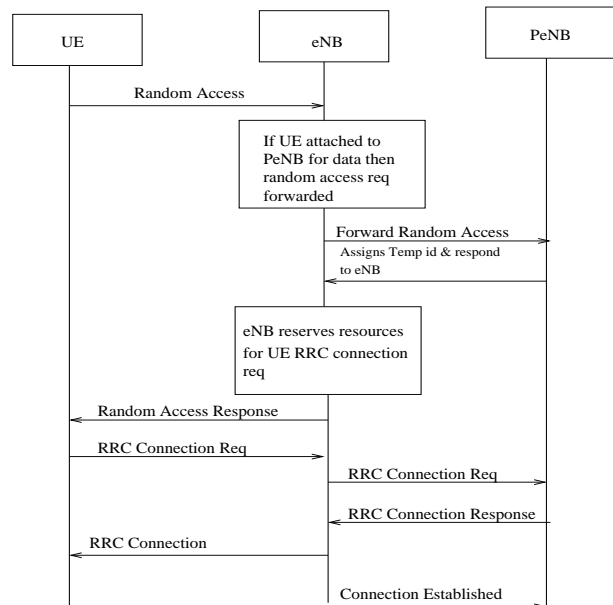 UE
eNB
PeNB
Random Access
If UE attached to
PeNB for data then
random access req
forwarded
Forward Random Access
Assigns Temp id & respond
to eNB
eNB reserves resources
for UE RRC connection
req
Random Access Response
RRC Connection Req
RRC Connection Req
RRC Connection Response
RRC Connection
Connection Established